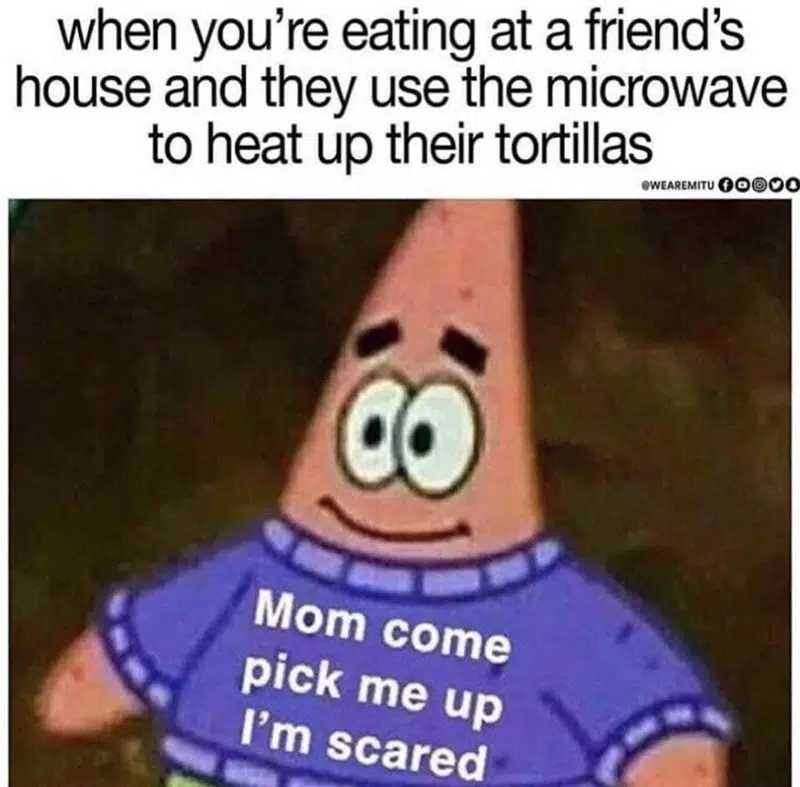 when you're eating at a friend's
house and they use the microwave
to heat up their tortillas
@WEAREMITU
Mom come
pick me up
I'm scared